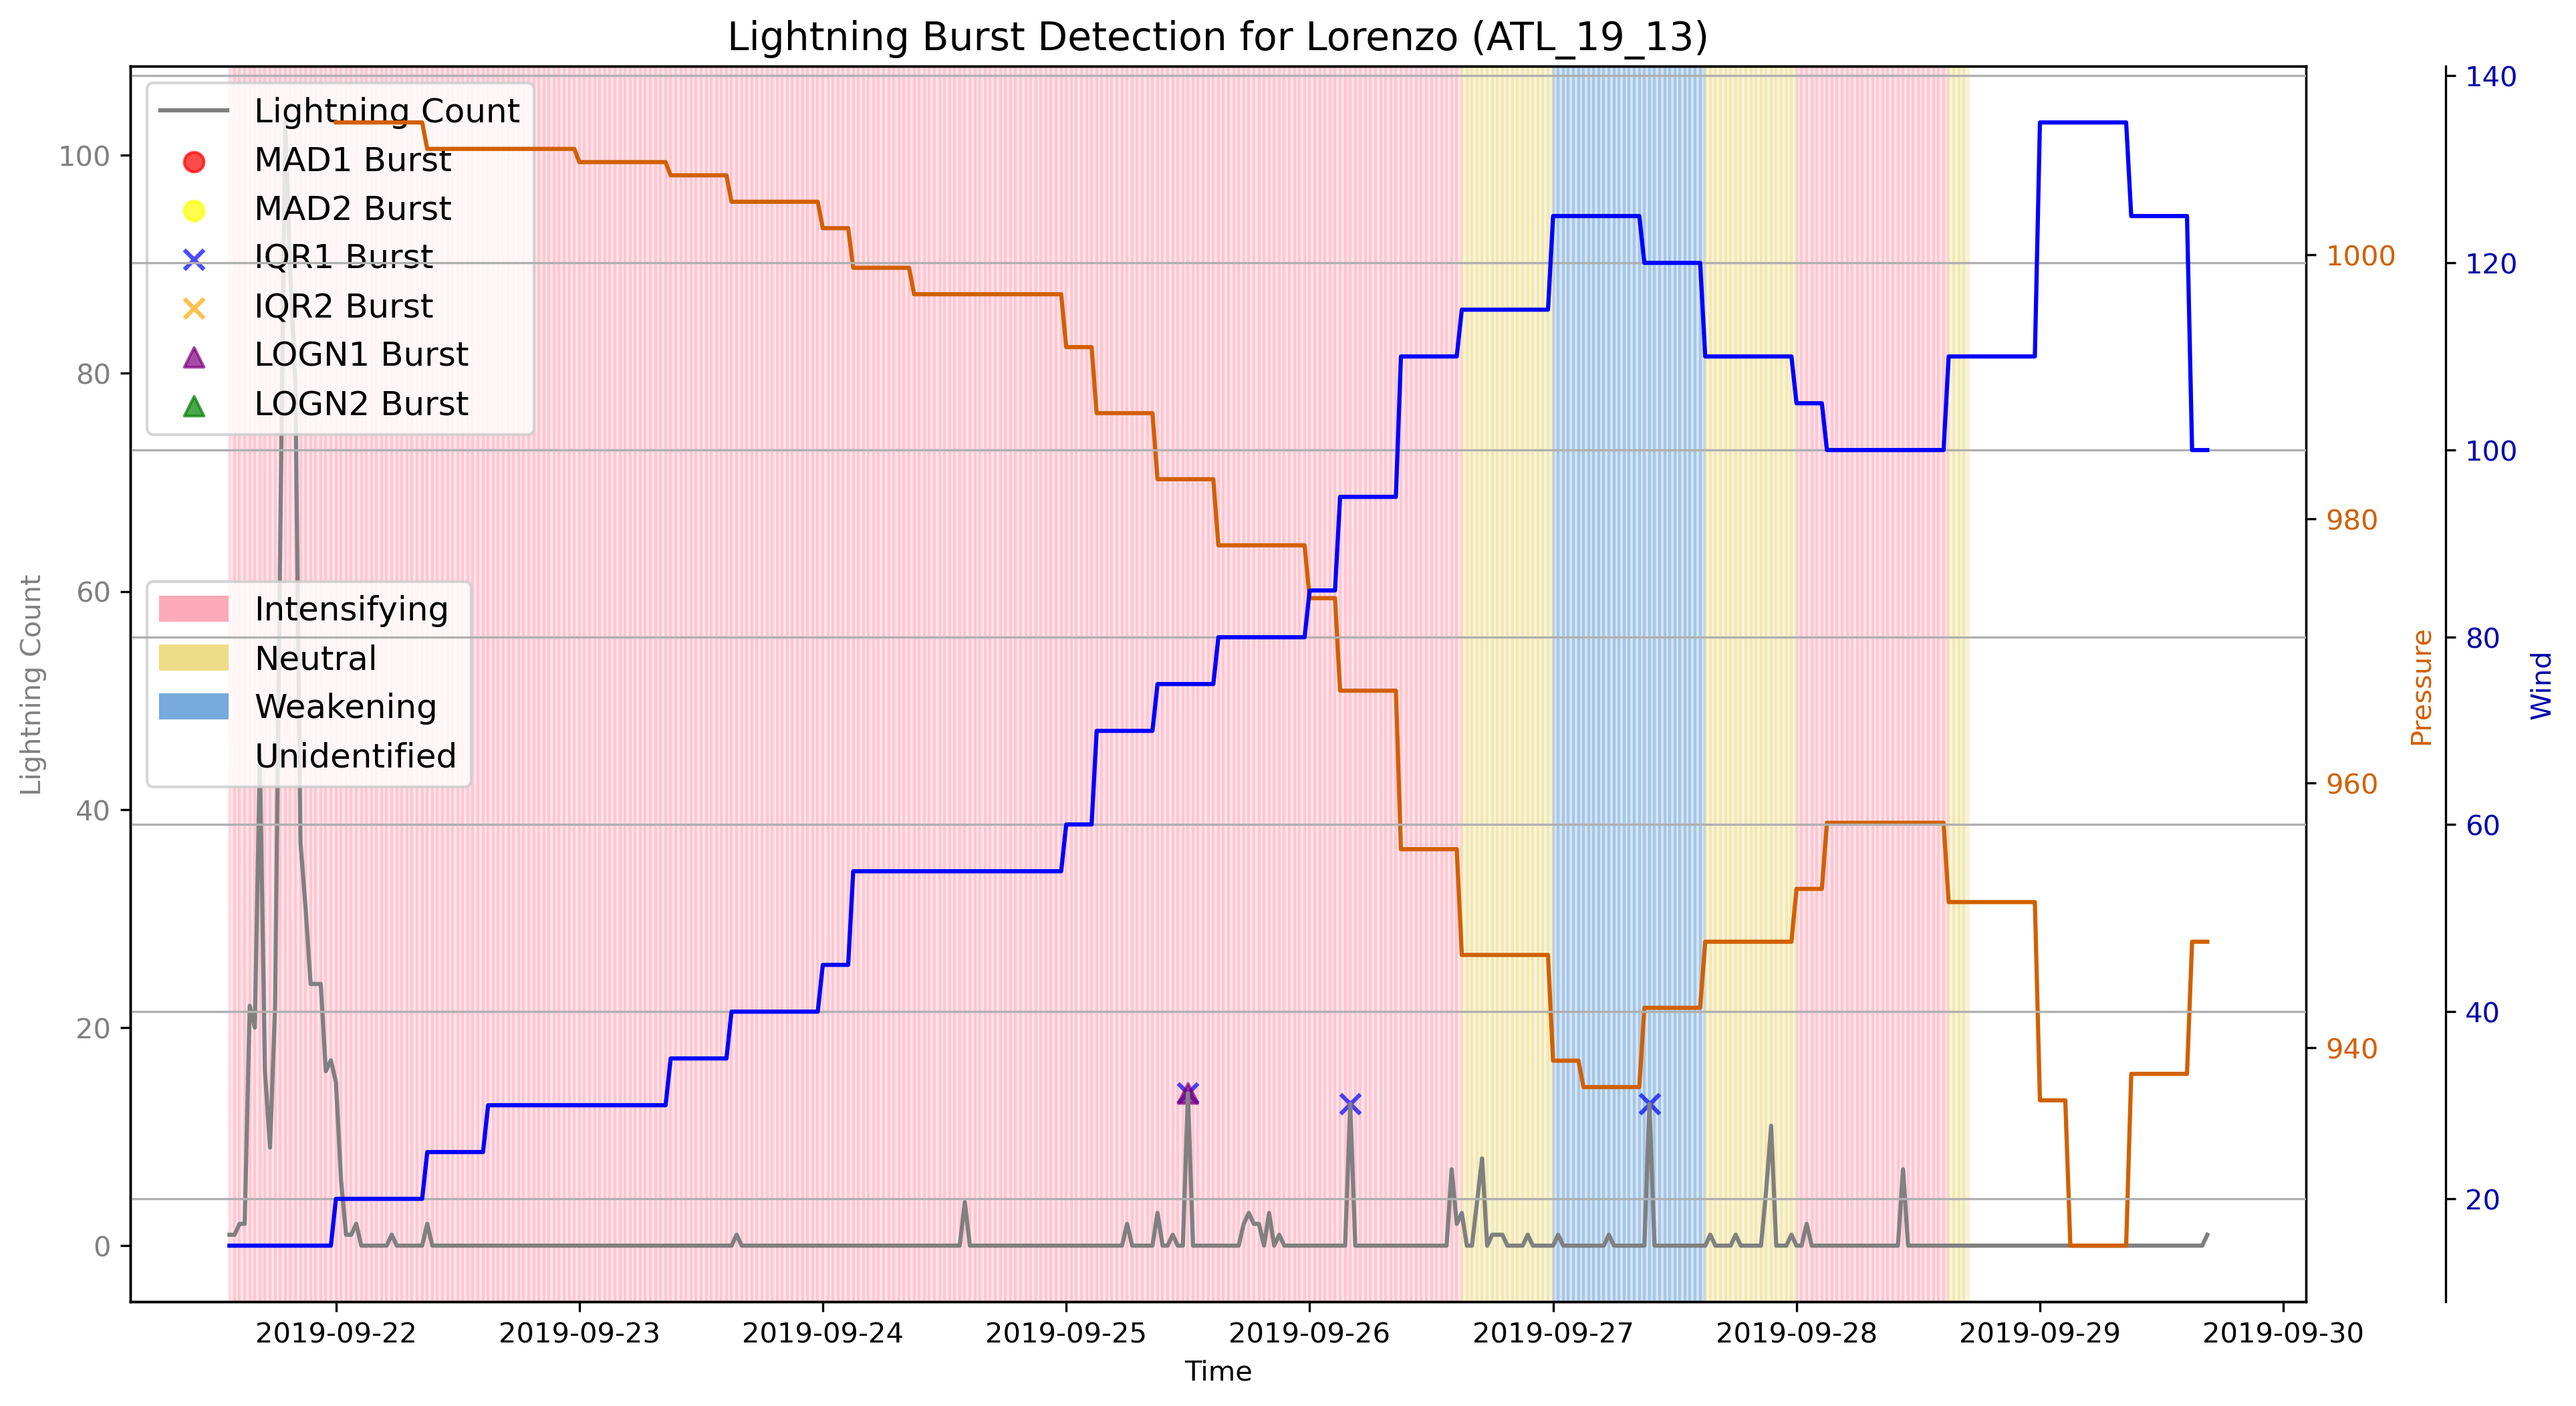 Lightning Burst Detection for Lorenzo (ATL_19_13)
Lightning Count
MAD1 Burst
MAD2 Burst
IQR1 Burst
IQR2 Burst
LOGN1 Burst
LOGN2 Burst
Intensifying
Neutral
Weakening
Unidentified
Lightning Count
100
80
60
40
20
0
1000
980
960
940
Pressure
140
120
100
80
60
40
20
Wind
2019-09-22 2019-09-23 2019-09-24 2019-09-25 2019-09-26 2019-09-27 2019-09-28 2019-09-29 2019-09-30
Time